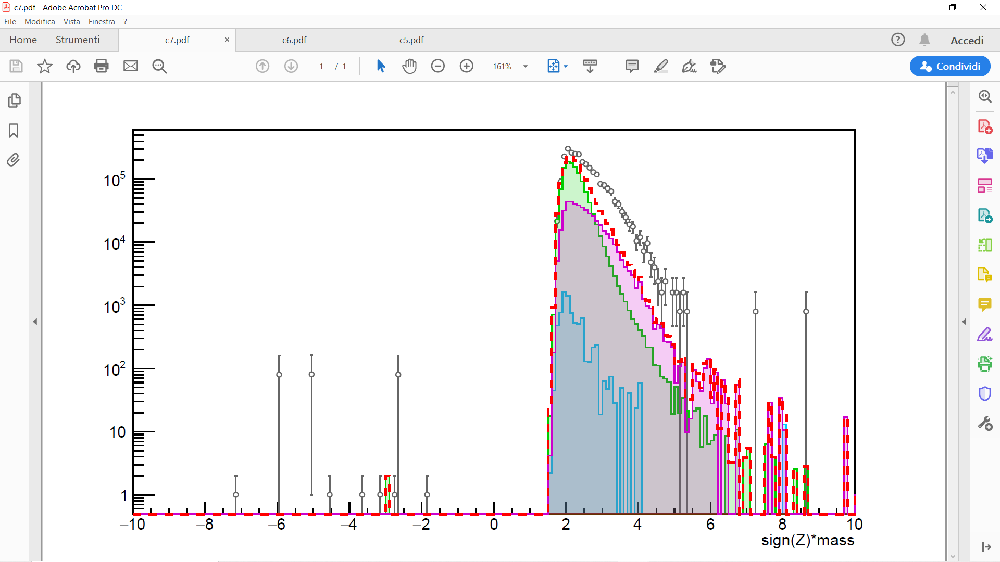 c7.pdf - Adobe Acrobat Pro DC
File Modifica Vista Finestra ?
Home Strumenti c7.pdf × c6.pdf c5.pdf Accedi
1 / 1 161% Condividi
10^5
10^4
10^3
10^2
10
1
−10 −8 −6 −4 −2 0 2 4 6 8 10
sign(Z)*mass